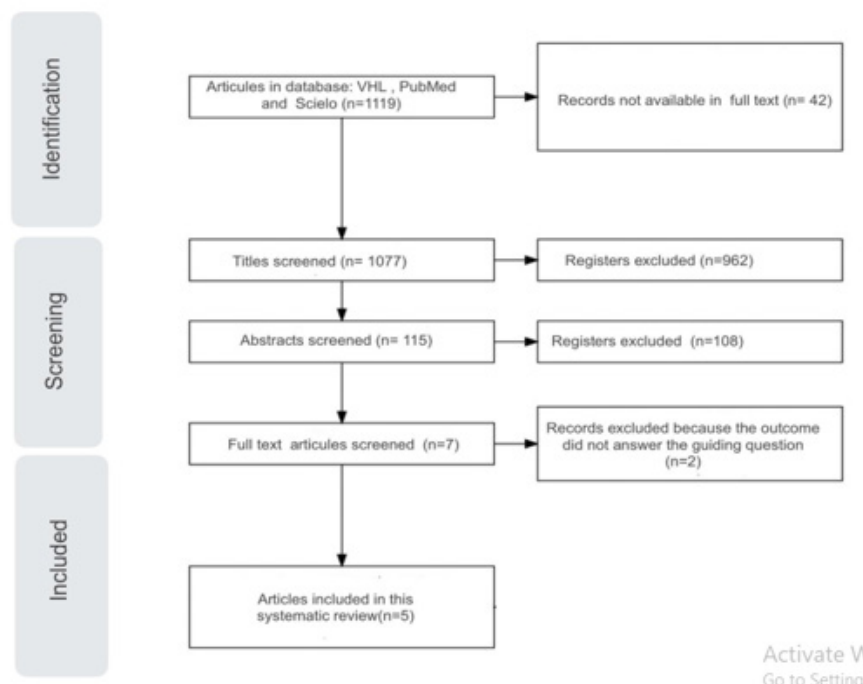 Identification
Articules in database: VHL , PubMed
and Scielo (n=1119)
Records not available in full text (n= 42)
Screening
Titles screened (n= 1077)
Registers excluded (n=962)
Abstracts screened (n= 115)
Registers excluded (n=108)
Full text articules screened (n=7)
Records excluded because the outcome
did not answer the guiding question
(n=2)
Included
Articles included in this
systematic review(n=5)
Activate W
Go to Setting